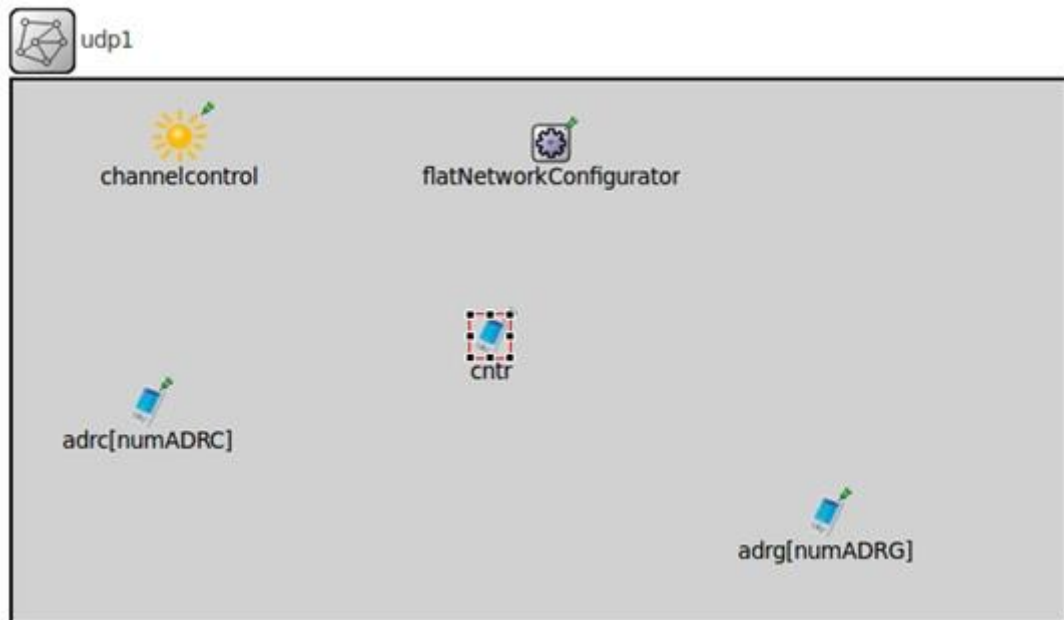 udp1
channelcontrol
flatNetworkConfigurator
cntr
adrc[numADRC]
adrg[numADRG]